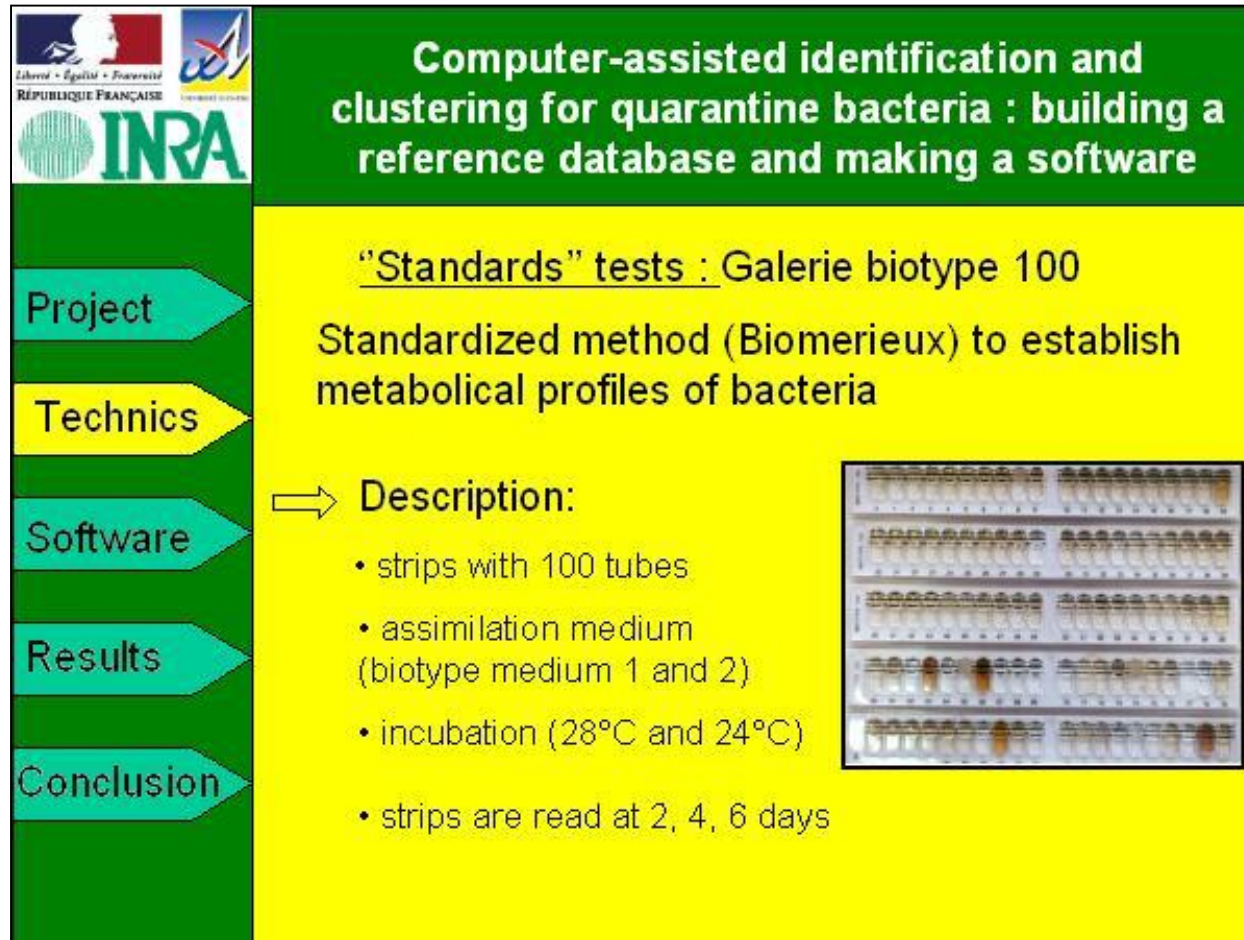 Liberté • Égalité • Fraternité
RÉPUBLIQUE FRANÇAISE
INRA
Computer-assisted identification and
clustering for quarantine bacteria : building a
reference database and making a software
Project
Technics
Software
Results
Conclusion
‘’Standards’’ tests : Galerie biotype 100
Standardized method (Biomerieux) to establish
metabolical profiles of bacteria
Description:
• strips with 100 tubes
• assimilation medium
(biotype medium 1 and 2)
• incubation (28°C and 24°C)
• strips are read at 2, 4, 6 days